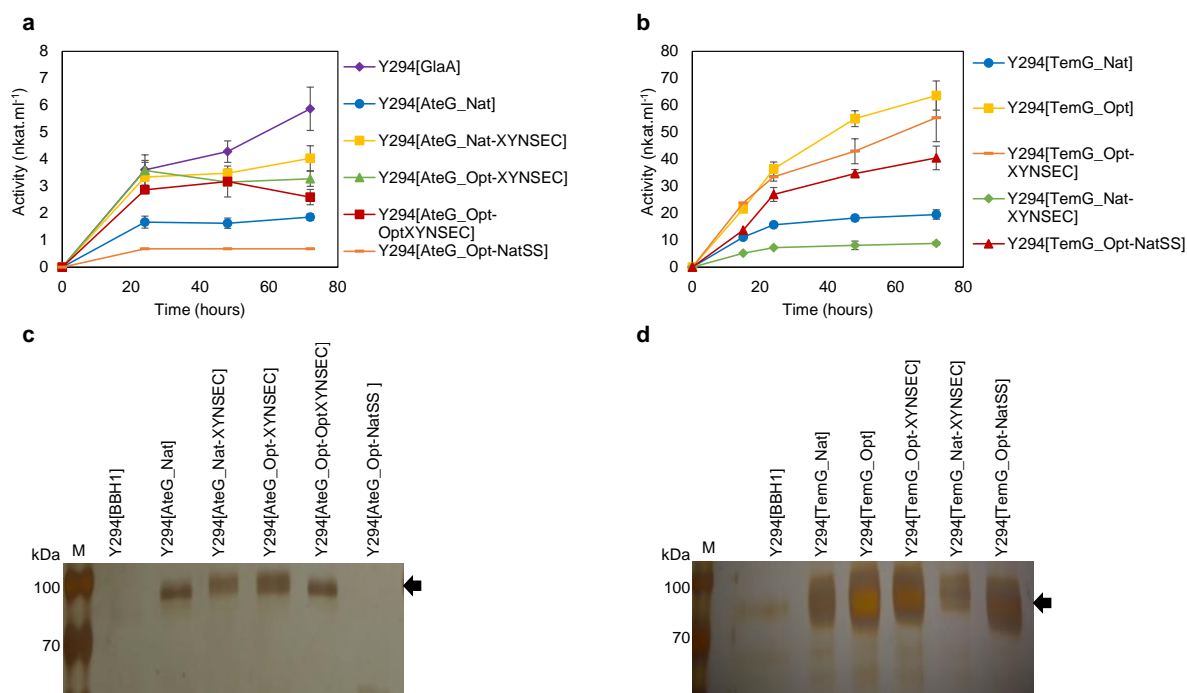 a
8
7
6
5
4
3
2
1
0
Activity (nkat.ml-1)
0
20
40
60
80
Time (hours)
Y294[GlaA]
Y294[AteG_Nat]
Y294[AteG_Nat-XYNSEC]
Y294[AteG_Opt-XYNSEC]
Y294[AteG_Opt-
OptXYNSEC]
Y294[AteG_Opt-NatSS]
b
80
70
60
50
40
30
20
10
0
Activity (nkat.ml-1)
0
20
40
60
80
Time (hours)
Y294[TemG_Nat]
Y294[TemG_Opt]
Y294[TemG_Opt-
XYNSEC]
Y294[TemG_Nat-
XYNSEC]
Y294[TemG_Opt-NatSS]
c
kDa
M
Y294[BBH1]
Y294[AteG_Nat]
Y294[AteG_Nat-XYNSEC]
Y294[AteG_Opt-XYNSEC]
Y294[AteG_Opt-OptXYNSEC]
Y294[AteG_Opt-NatSS ]
100
70
d
kDa
M
Y294[BBH1]
Y294[TemG_Nat]
Y294[TemG_Opt]
Y294[TemG_Opt-XYNSEC]
Y294[TemG_Nat-XYNSEC]
Y294[TemG_Opt-NatSS]
100
70